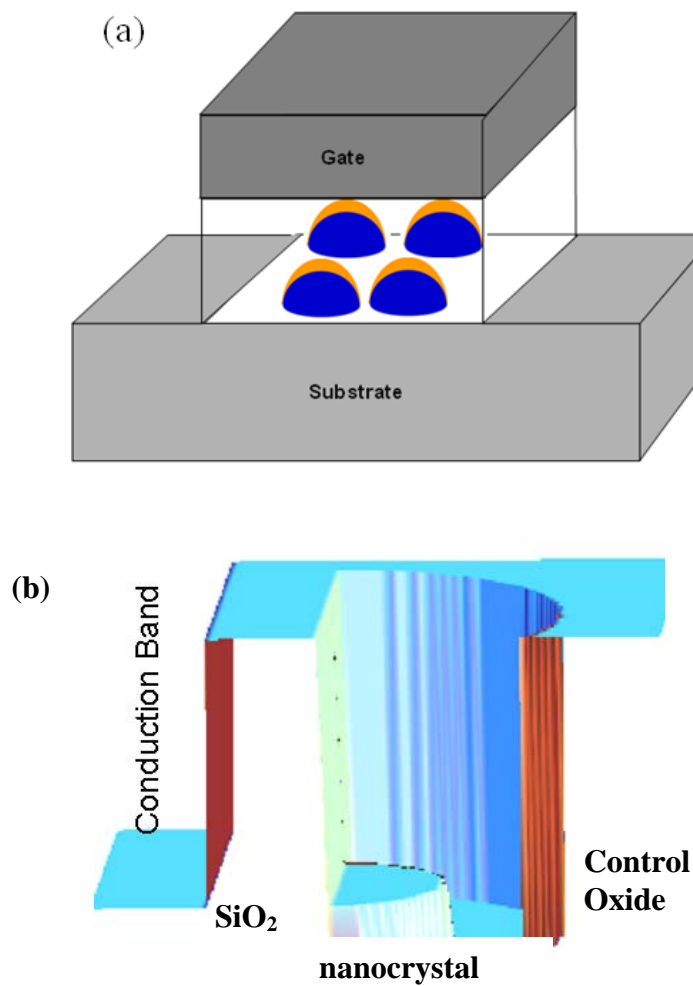 (a)
Gate
Substrate
(b)
Conduction Band
SiO₂
Control
Oxide
nanocrystal